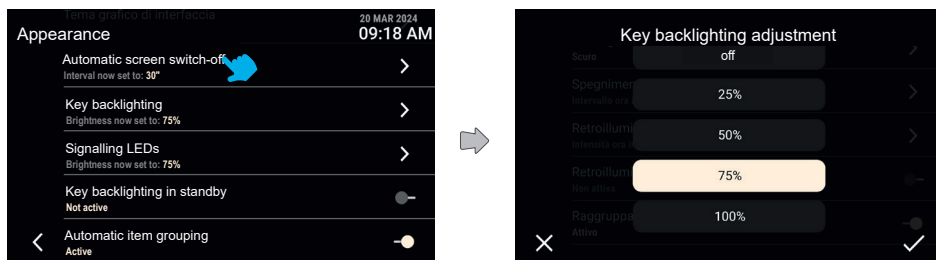 Tema grafico di interfaccia
20 MAR 2024
Appearance
09:18 AM
Automatic screen switch-off
Interval now set to: 30"
Key backlighting
Brightness now set to: 75%
Signalling LEDs
Brightness now set to: 75%
Key backlighting in standby
Not active
Automatic item grouping
Active
Key backlighting adjustment
Scuro
off
Spegnimen
Intervallo ora
25%
Retroillumi
Intensità ora
50%
Retroillum
Non attivo
75%
Raggruppa
Attivo
100%